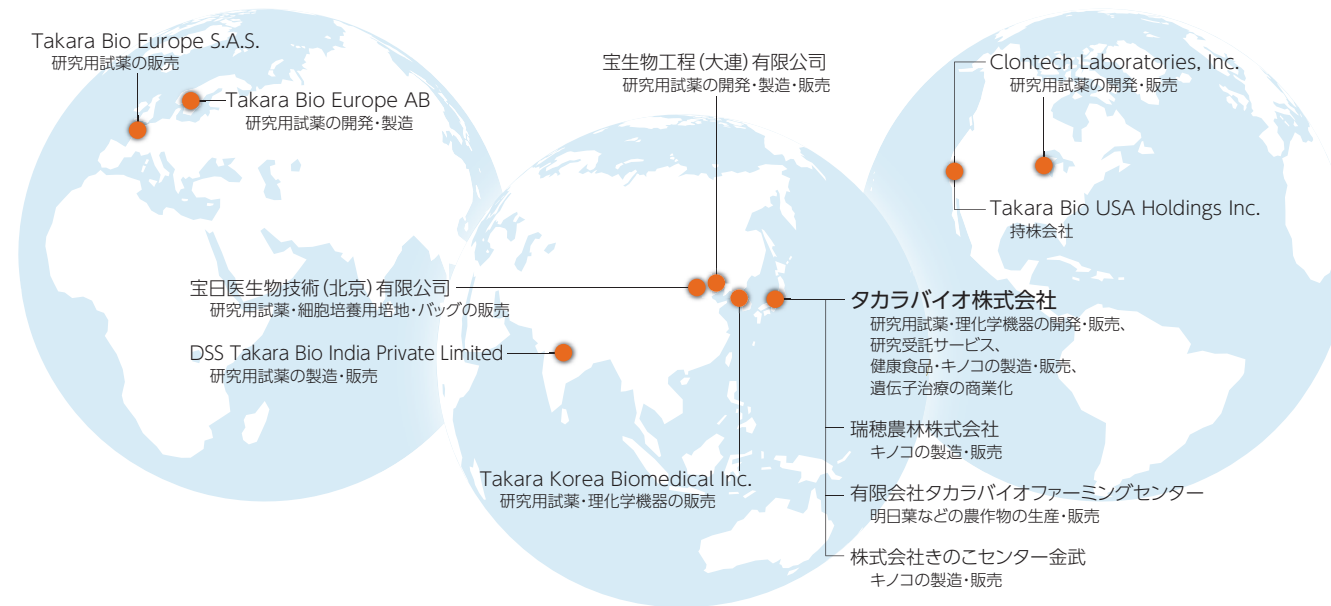 Takara Bio Europe S.A.S.
研究用試薬の販売
Takara Bio Europe AB
研究用試薬の開発・製造
宝生物工程(大連)有限公司
研究用試薬の開発・製造・販売
Clontech Laboratories, Inc.
研究用試薬の開発・販売
Takara Bio USA Holdings Inc.
持株会社
宝日医生物技術(北京)有限公司
研究用試薬・細胞培養用培地・バッグの販売
DSS Takara Bio India Private Limited
研究用試薬の製造・販売
Takara Korea Biomedical Inc.
研究用試薬・理化学機器の販売
タカラバイオ株式会社
研究用試薬・理化学機器の開発・販売、
研究受託サービス、
健康食品・キノコの製造・販売、
遺伝子治療の商業化
瑞穂農林株式会社
キノコの製造・販売
有限会社タカラバイオファーミングセンター
明日葉などの農作物の生産・販売
株式会社きのこセンター金武
キノコの製造・販売